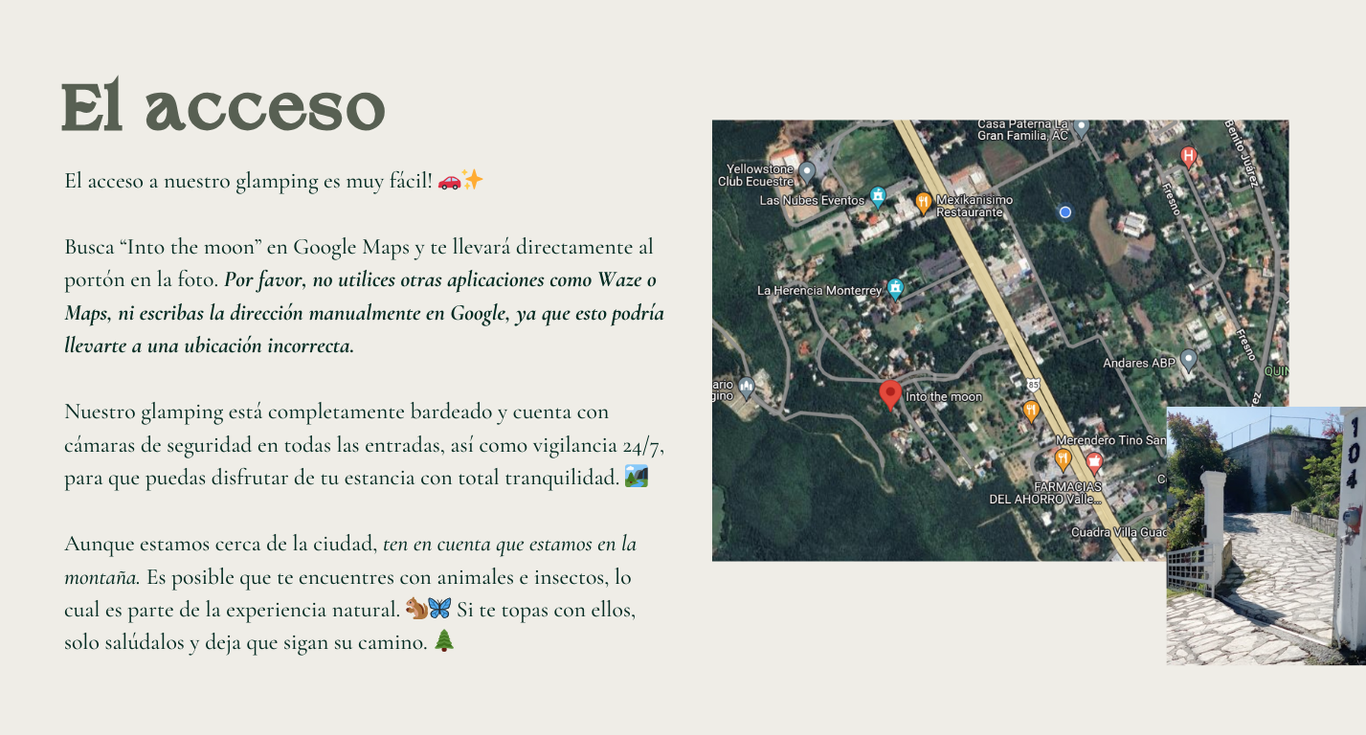 El acceso
El acceso a nuestro glamping es muy fácil! 🚗✨
Busca “Into the moon” en Google Maps y te llevará directamente al
portón en la foto. Por favor, no utilices otras aplicaciones como Waze o
Maps, ni escribas la dirección manualmente en Google, ya que esto podría
llevarte a una ubicación incorrecta.
Nuestro glamping está completamente bardeado y cuenta con
cámaras de seguridad en todas las entradas, así como vigilancia 24/7,
para que puedas disfrutar de tu estancia con total tranquilidad. 🏞️
Aunque estamos cerca de la ciudad, ten en cuenta que estamos en la
montaña. Es posible que te encuentres con animales e insectos, lo
cual es parte de la experiencia natural. 🐿️🦋 Si te topas con ellos,
solo salúdalos y deja que sigan su camino. 🌲
Casa Paterna La
Gran Familia, AC
Benito Juárez
H
Yellowstone
Club Ecuestre
Las Nubes Eventos
Mexikanisimo
Restaurante
Fresno
La Herencia Monterrey
Fresno
Andares ABP
QUIN
ario
gino
Into the moon
85
rez
Merendero Tino San
FARMACIAS
DEL AHORRO Valle...
Cuadra Villa Guad
104